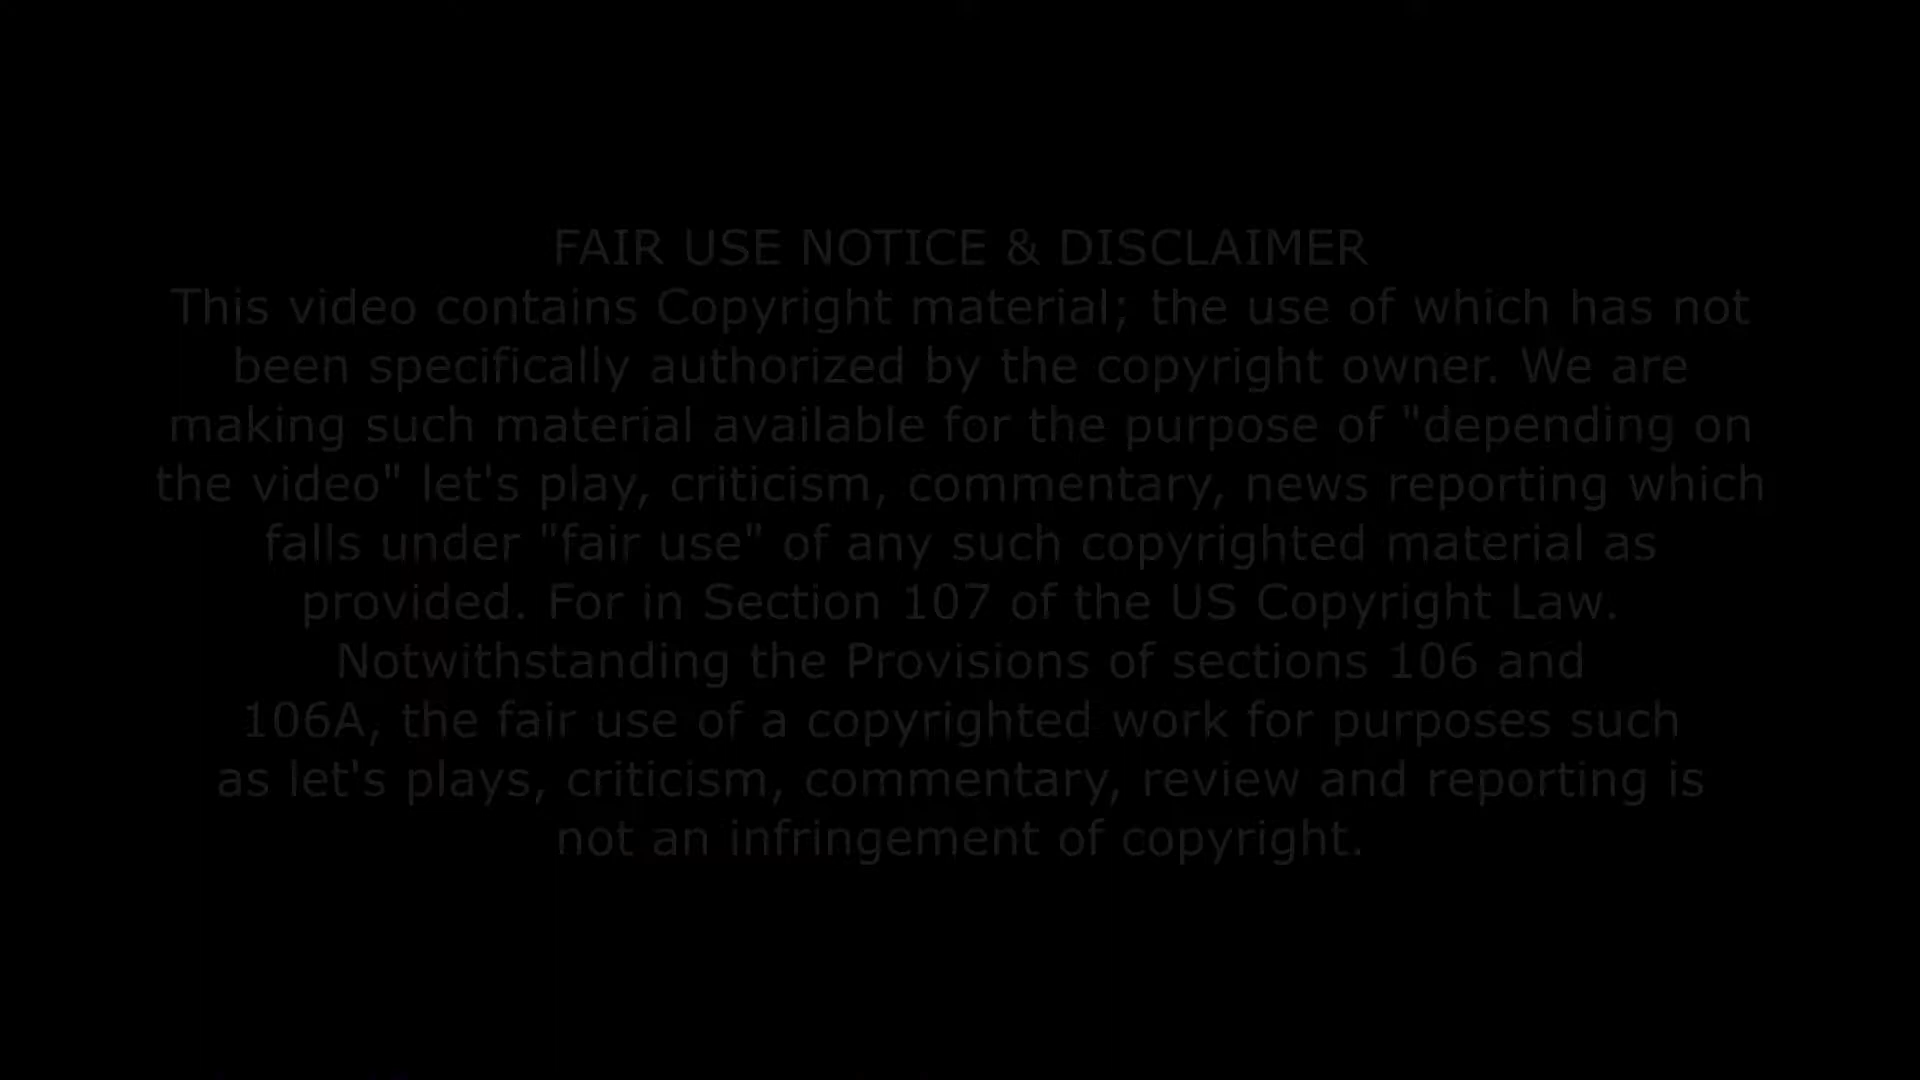 FAIR USE NOTICE & DISCLAIMER
This video contains Copyright material; the use of which has not
been specifically authorized by the copyright owner. We are
making such material available for the purpose of "depending on
the video" let's play, criticism, commentary, news reporting which
falls under "fair use" of any such copyrighted material as
provided. For in Section 107 of the US Copyright Law.
Notwithstanding the Provisions of sections 106 and
106A, the fair use of a copyrighted work for purposes such
as let's plays, criticism, commentary, review and reporting is
not an infringement of copyright.